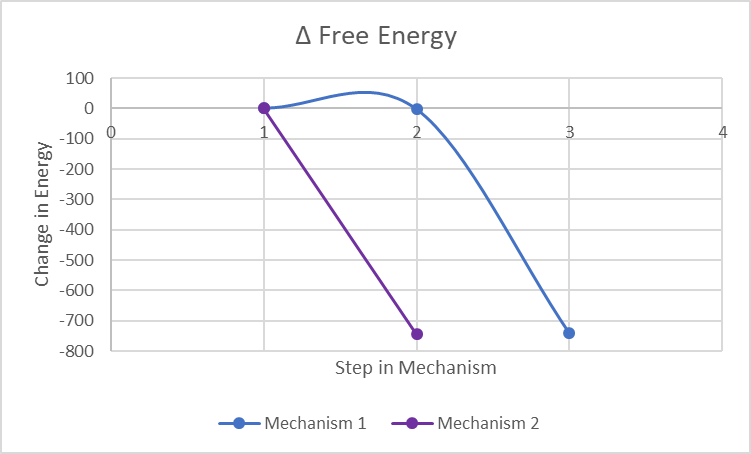 Δ Free Energy
100
0
-100
-200
-300
-400
-500
-600
-700
-800
0 1 2 3 4
Change in Energy
Step in Mechanism
Mechanism 1 Mechanism 2